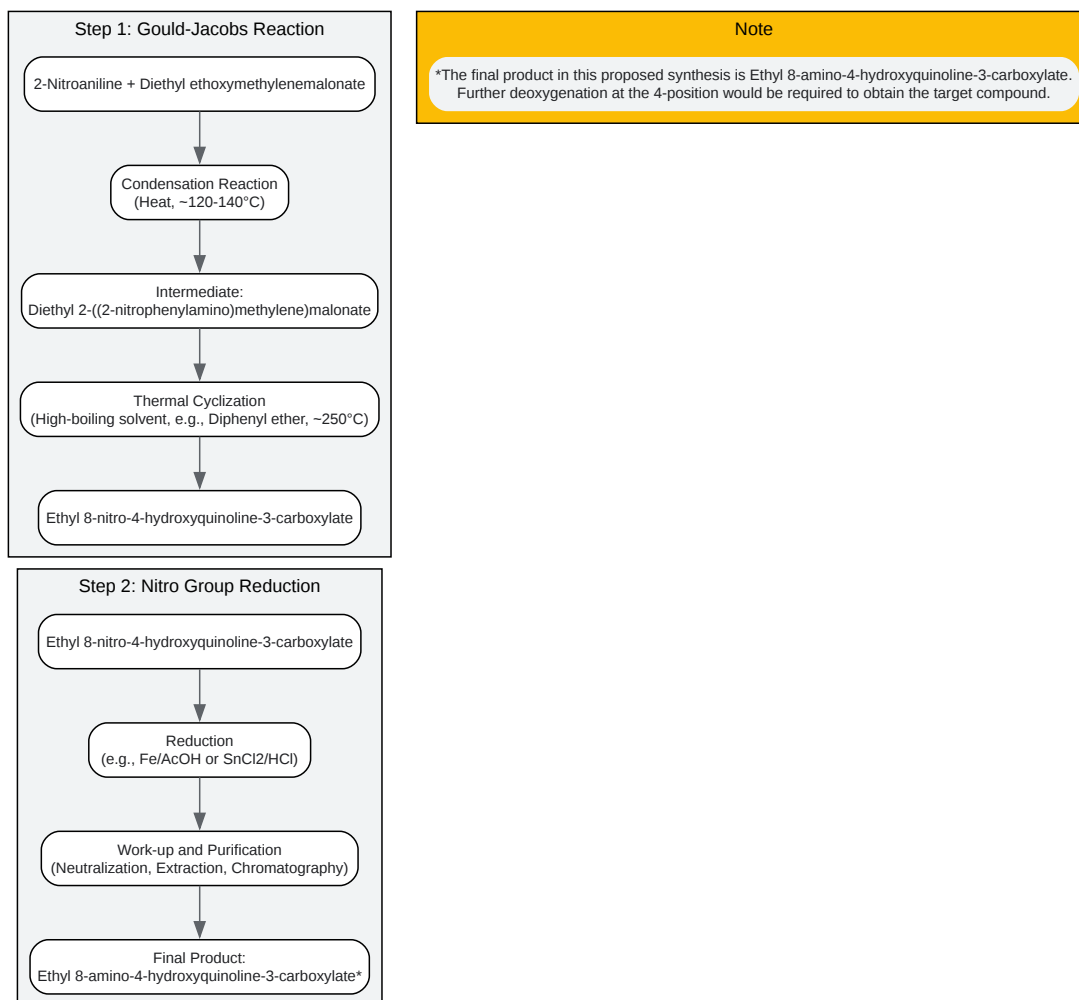 Step 1: Gould-Jacobs Reaction
2-Nitroaniline + Diethyl ethoxymethylenemalonate
Condensation Reaction
(Heat, ~120-140°C)
Intermediate:
Diethyl 2-((2-nitrophenylamino)methylene)malonate
Thermal Cyclization
(High-boiling solvent, e.g., Diphenyl ether, ~250°C)
Ethyl 8-nitro-4-hydroxyquinoline-3-carboxylate
Step 2: Nitro Group Reduction
Ethyl 8-nitro-4-hydroxyquinoline-3-carboxylate
Reduction
(e.g., Fe/AcOH or SnCl2/HCl)
Work-up and Purification
(Neutralization, Extraction, Chromatography)
Final Product:
Ethyl 8-amino-4-hydroxyquinoline-3-carboxylate*
Note
*The final product in this proposed synthesis is Ethyl 8-amino-4-hydroxyquinoline-3-carboxylate.
Further deoxygenation at the 4-position would be required to obtain the target compound.